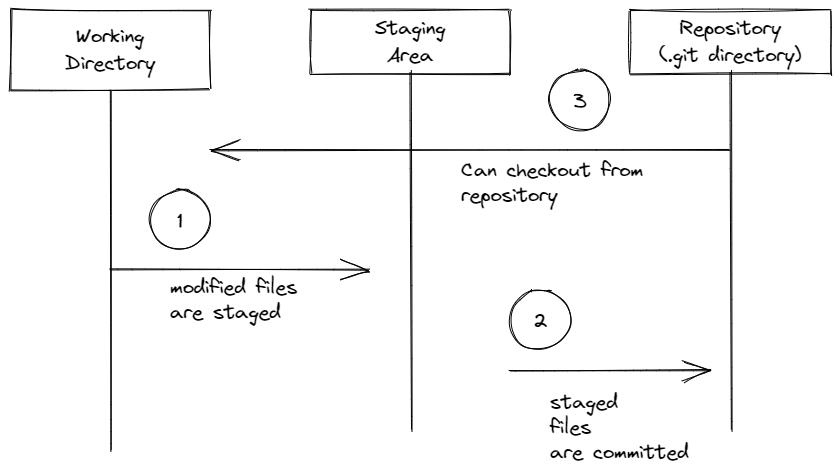 Working
Directory
Staging
Area
Repository
(.git directory)
3
Can checkout from
repository
1
modified files
are staged
2
staged
files
are committed